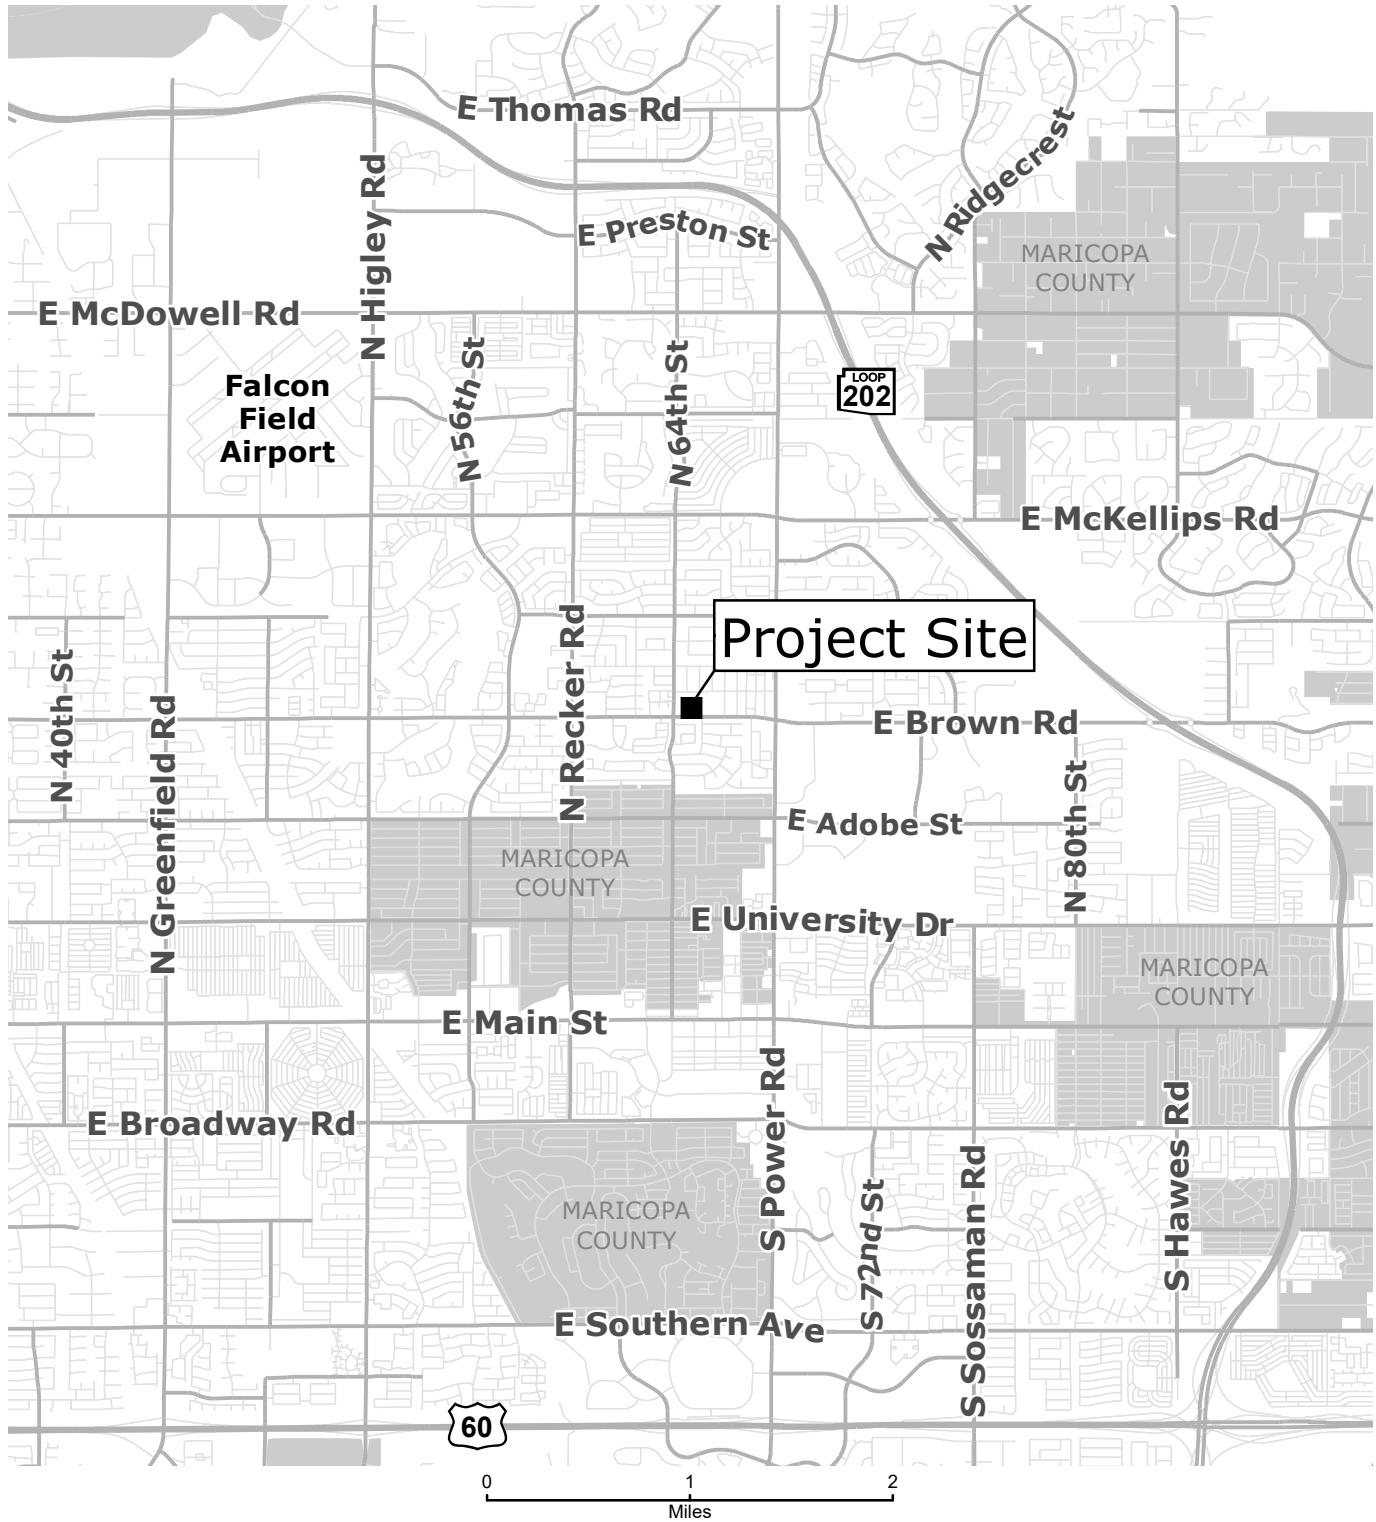 E Thomas Rd
N Ridgecrest
N Higley Rd
E Preston St
MARICOPA
COUNTY
E McDowell Rd
N 56th St
N 64th St
Falcon
Field
Airport
LOOP
202
E McKellips Rd
Project Site
N Recker Rd
N 40th St
N Greenfield Rd
E Brown Rd
N 80th St
E Adobe St
MARICOPA
COUNTY
E University Dr
MARICOPA
COUNTY
E Main St
S Power Rd
E Broadway Rd
S Hawes Rd
S Sossaman Rd
S 72nd St
MARICOPA
COUNTY
E Southern Ave
60
0 1 2
Miles